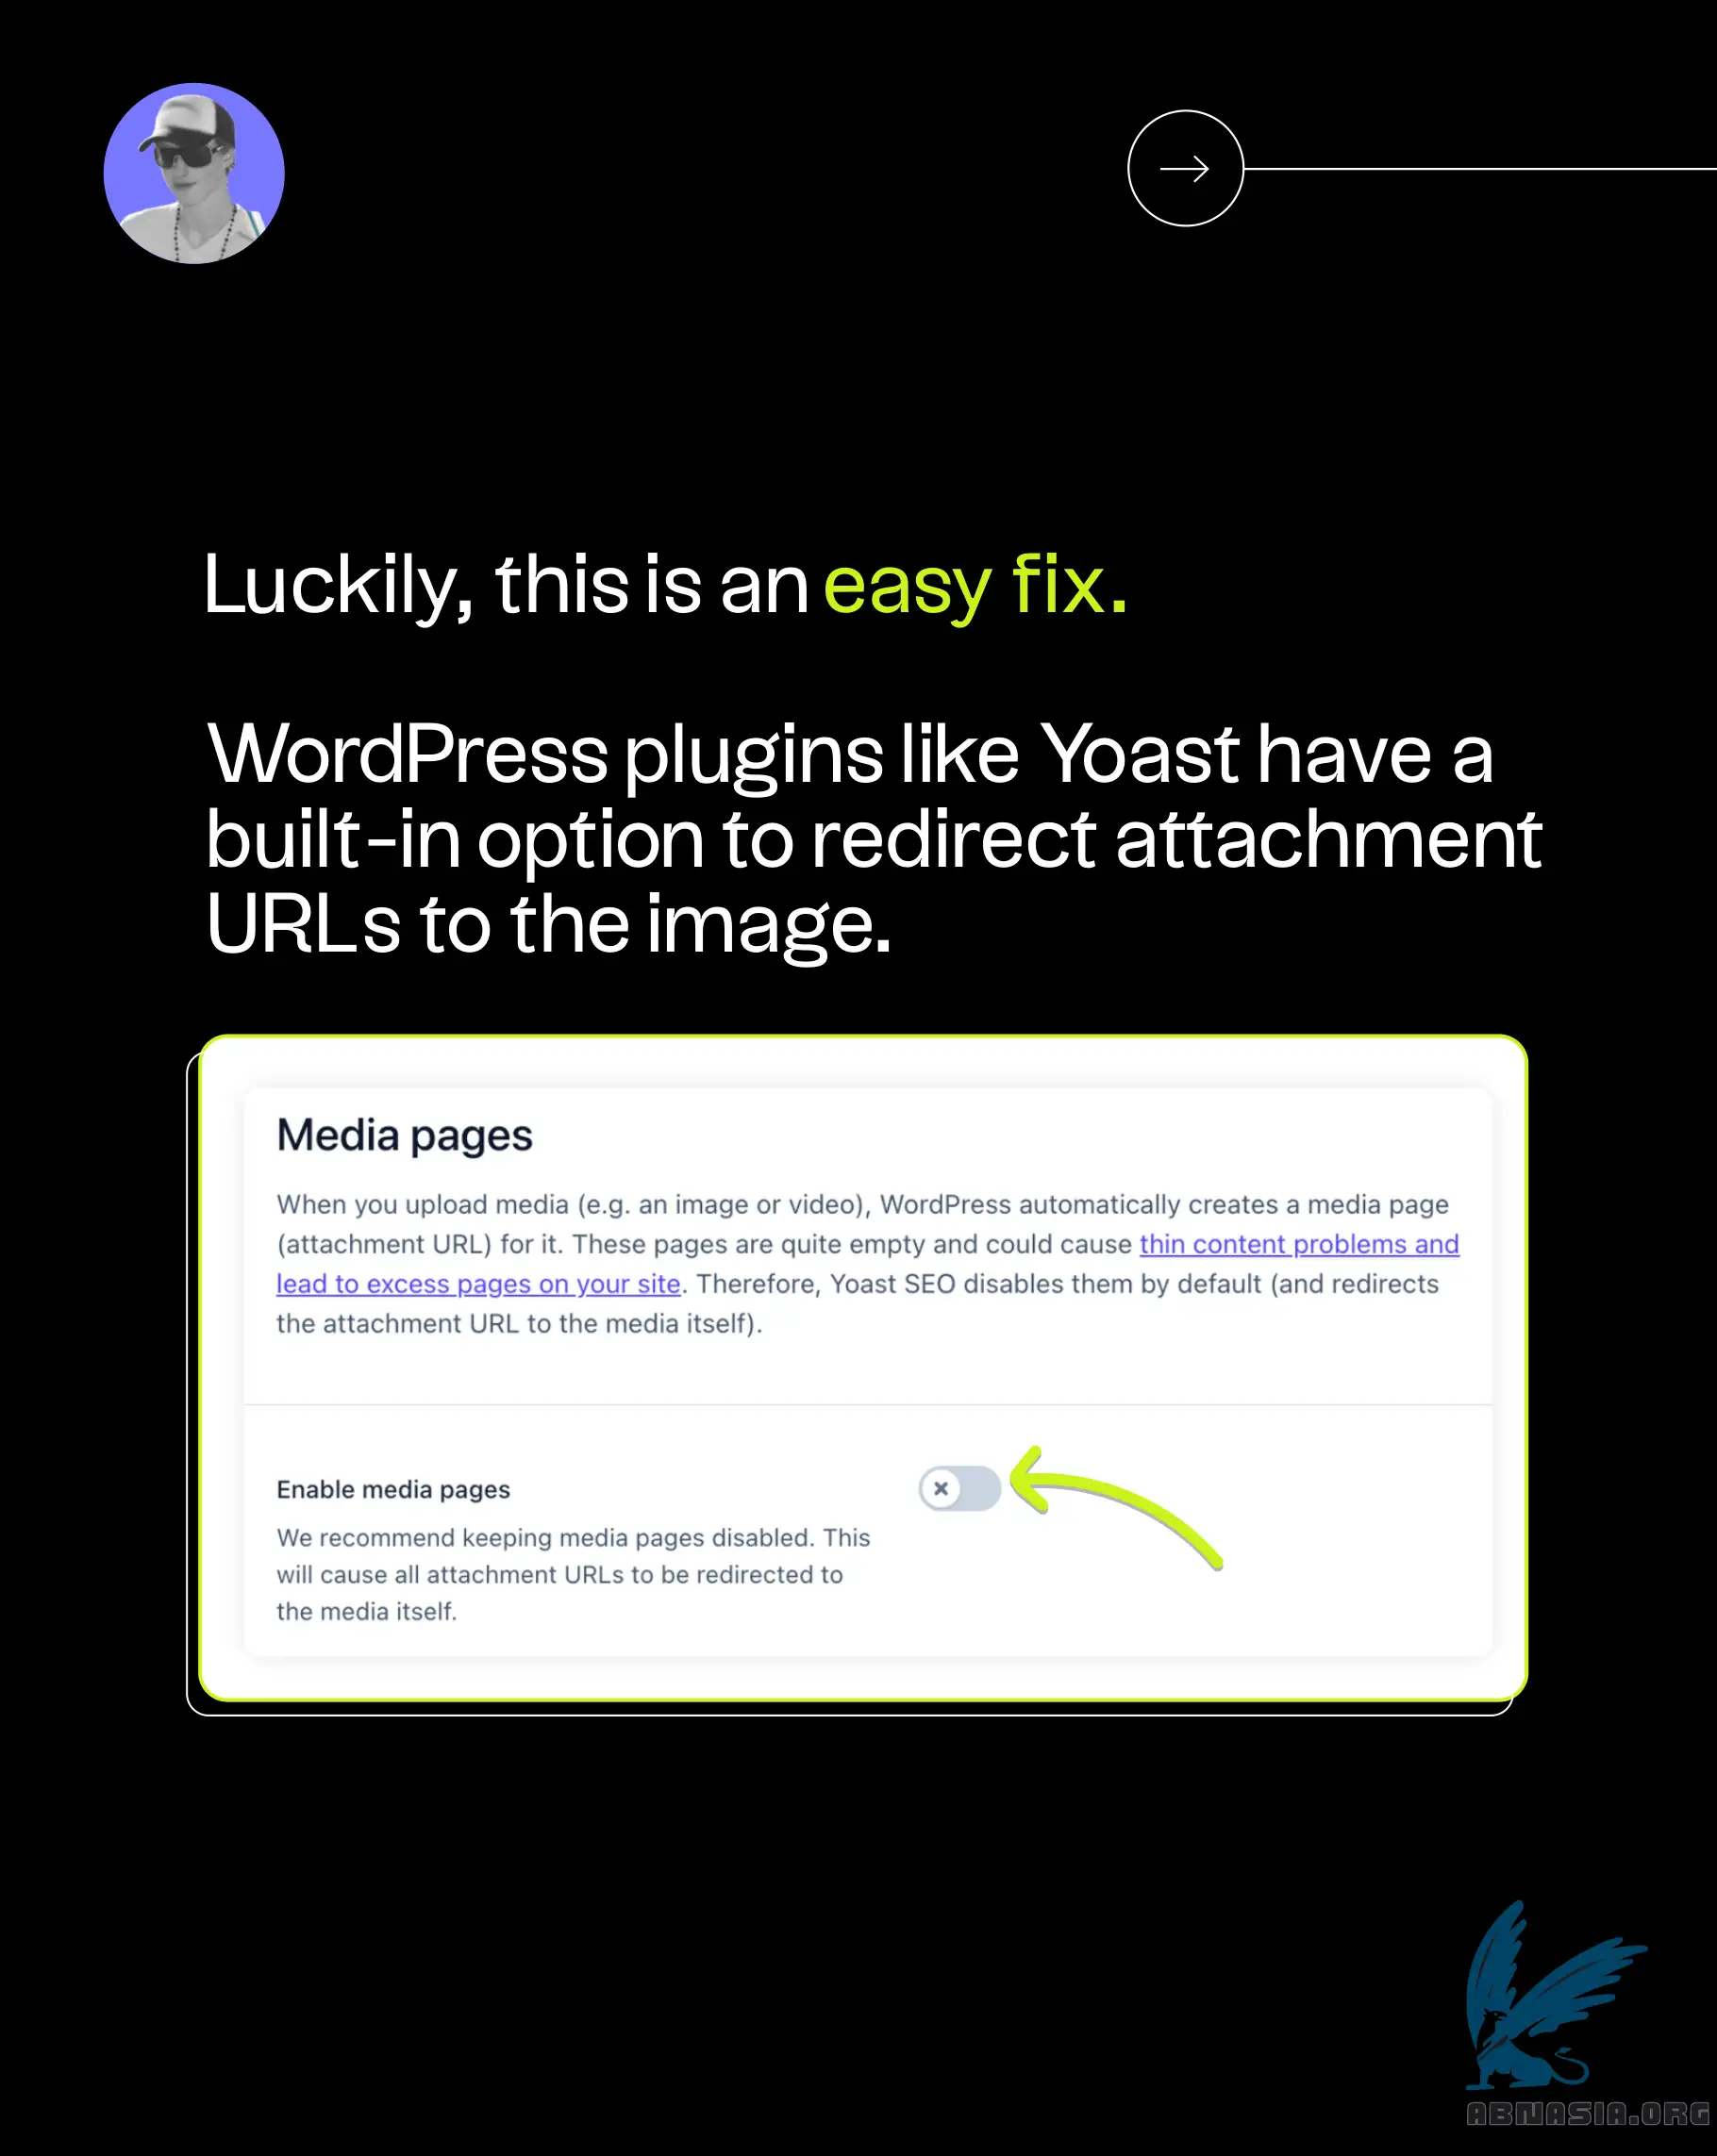 Luckily, this is an easy fix.
WordPress plugins like Yoast have a
built-in option to redirect attachment
URLs to the image.
Media pages
When you upload media (e.g. an image or video), WordPress automatically creates a media page
(attachment URL) for it. These pages are quite empty and could cause thin content problems and
lead to excess pages on your site. Therefore, Yoast SEO disables them by default (and redirects
the attachment URL to the media itself).
Enable media pages
We recommend keeping media pages disabled. This
will cause all attachment URLs to be redirected to
the media itself.
ABNASIA.ORG